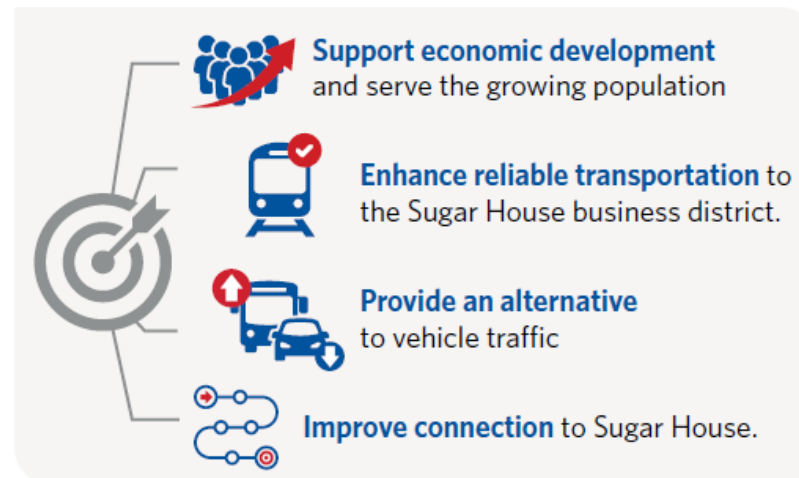 Support economic development
and serve the growing population
Enhance reliable transportation to
the Sugar House business district.
Provide an alternative
to vehicle traffic
Improve connection to Sugar House.